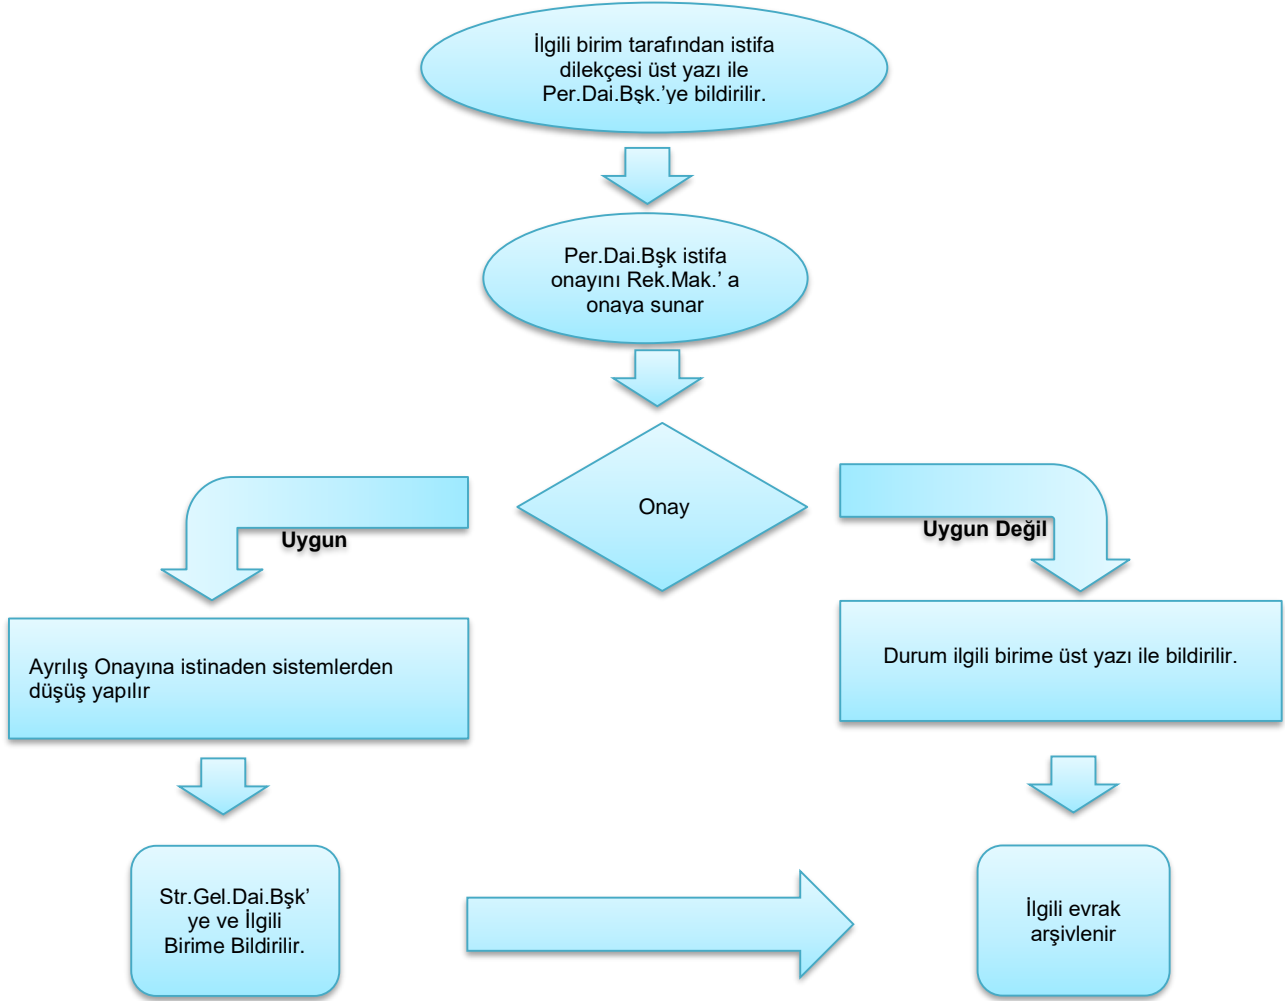 İlgili birim tarafından istifa
dilekçesi üst yazı ile
Per.Dai.Bşk.’ye bildirilir.
Per.Dai.Bşk istifa
onayını Rek.Mak.’ a
onaya sunar
Onay
Uygun
Uygun Değil
Ayrılış Onayına istinaden sistemlerden
düşüş yapılır
Durum ilgili birime üst yazı ile bildirilir.
Str.Gel.Dai.Bşk’
ye ve İlgili
Birime Bildirilir.
İlgili evrak
arşivlenir